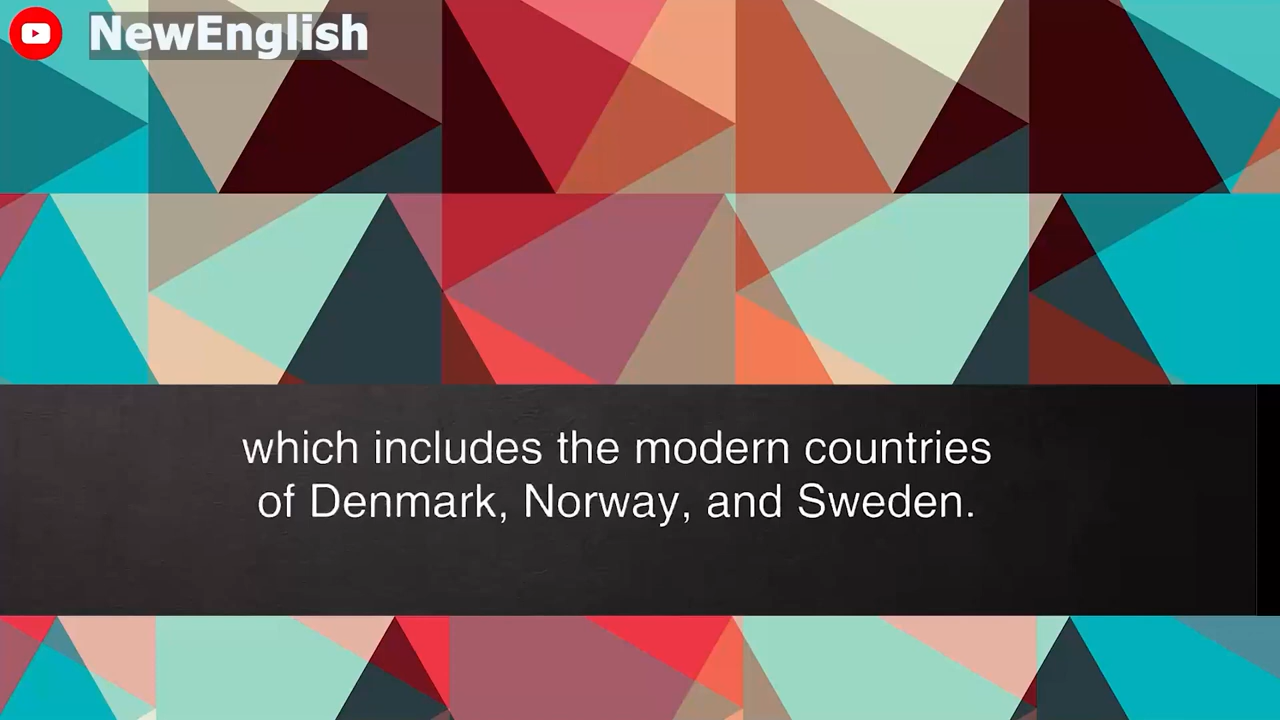 NewEnglish
which includes the modern countries
of Denmark, Norway, and Sweden.